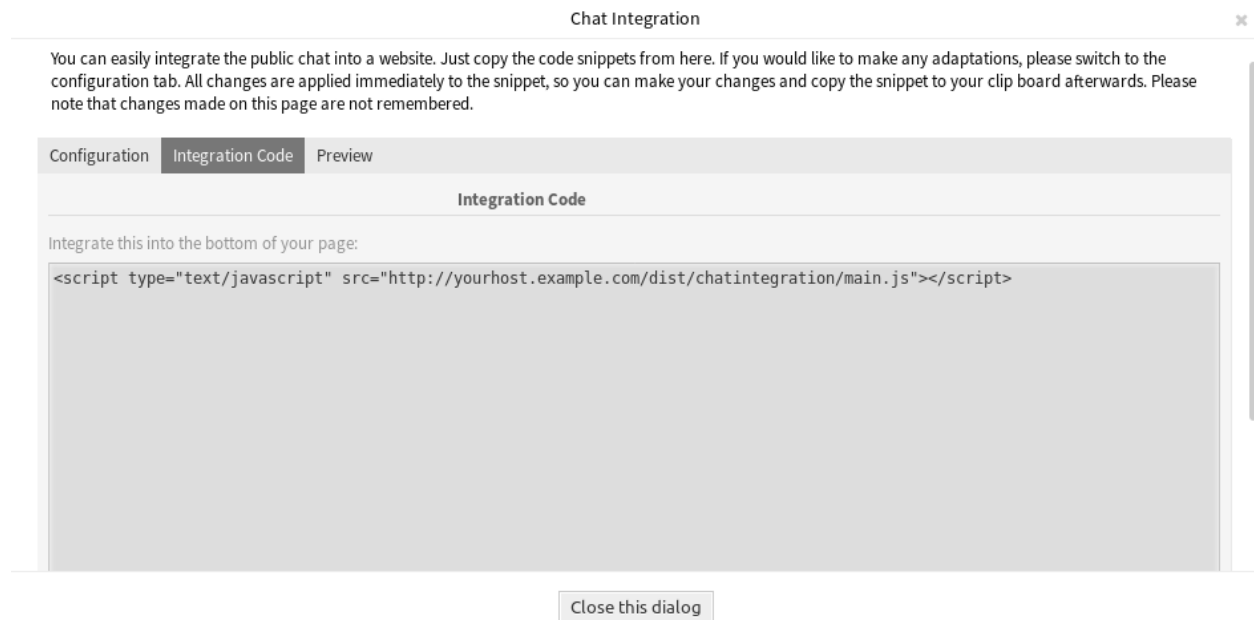 Chat Integration
You can easily integrate the public chat into a website. Just copy the code snippets from here. If you would like to make any adaptations, please switch to the
configuration tab. All changes are applied immediately to the snippet, so you can make your changes and copy the snippet to your clip board afterwards. Please
note that changes made on this page are not remembered.
Configuration Integration Code Preview
Integration Code
Integrate this into the bottom of your page:
<script type="text/javascript" src="http://yourhost.example.com/dist/chatintegration/main.js"></script>
Close this dialog